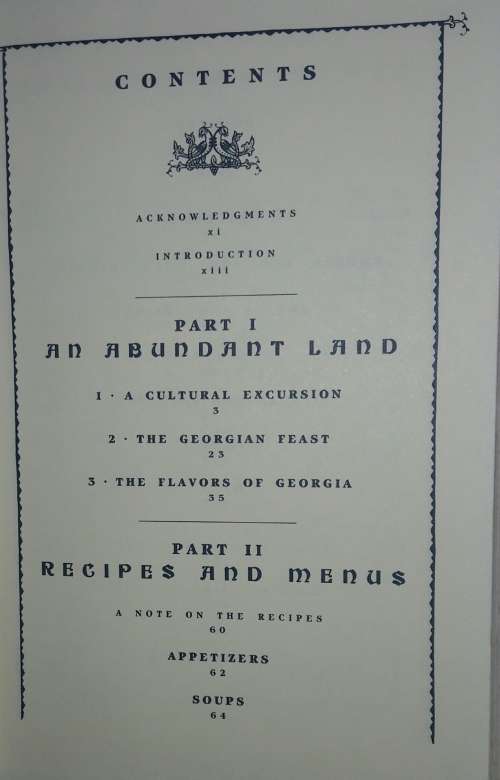 CONTENTS
ACKNOWLEDGMENTS
xi
INTRODUCTION
xiii
PART I
AN ABUNDANT LAND
1 · A CULTURAL EXCURSION
3
2 · THE GEORGIAN FEAST
23
3 · THE FLAVORS OF GEORGIA
35
PART II
RECIPES AND MENUS
A NOTE ON THE RECIPES
60
APPETIZERS
62
SOUPS
64